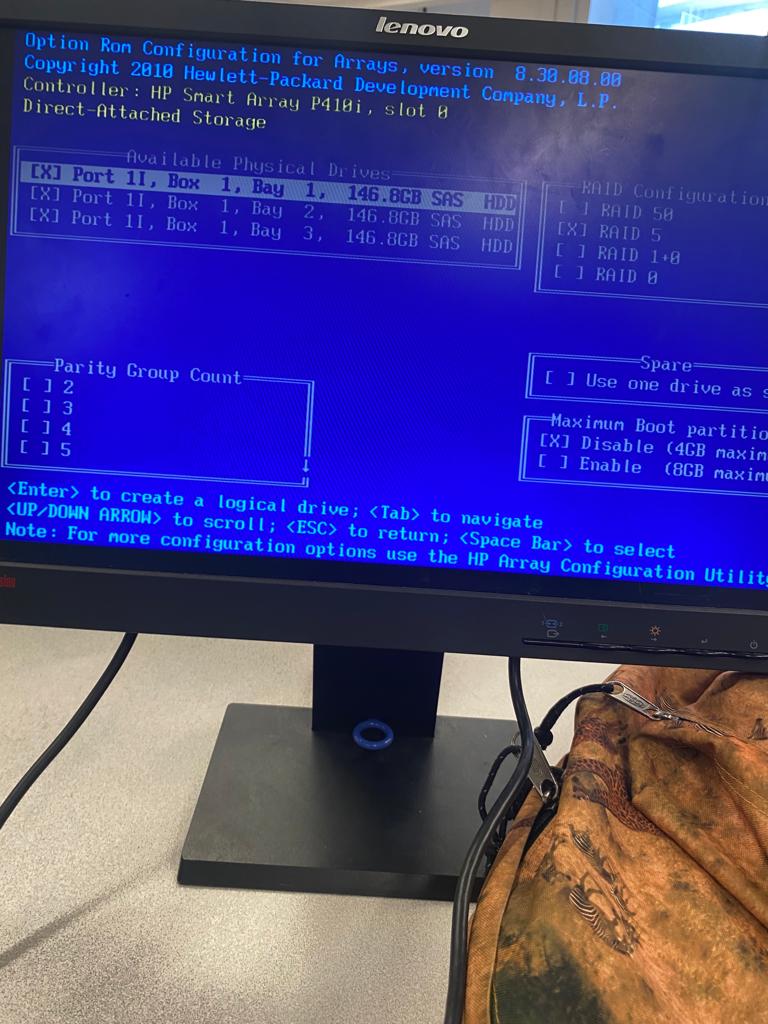 lenovo
Option Rom Configuration for Arrays, version 8.30.08.00
Copyright 2010 Hewlett-Packard Development Company, L.P.
Controller: HP Smart Array P410i, slot 0
Direct-Attached Storage
Available Physical Drives
[X] Port 1I, Box 1, Bay 1, 146.8GB SAS HDD
[X] Port 1I, Box 1, Bay 2, 146.8GB SAS HDD
[X] Port 1I, Box 1, Bay 3, 146.8GB SAS HDD
RAID Configuration
[ ] RAID 50
[X] RAID 5
[ ] RAID 1+0
[ ] RAID 0
Parity Group Count
[ ] 2
[ ] 3
[ ] 4
[ ] 5
Spare
[ ] Use one drive as s
Maximum Boot partitio
[X] Disable (4GB maxim
[ ] Enable (8GB maximu
<Enter> to create a logical drive; <Tab> to navigate
<UP/DOWN ARROW> to scroll; <ESC> to return; <Space Bar> to select
Note: For more configuration options use the HP Array Configuration Utility